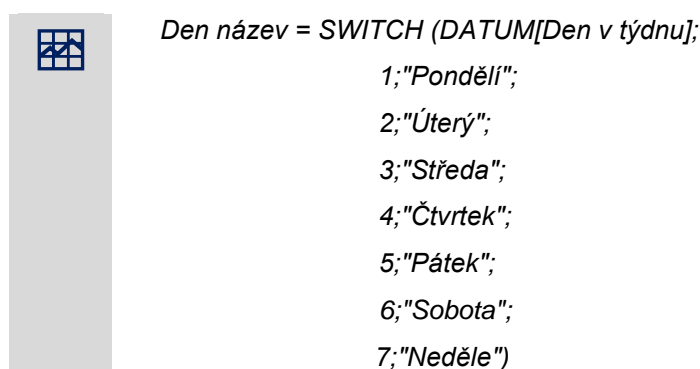 Den název = SWITCH (DATUM[Den v týdnu];
1;"Pondělí";
2;"Úterý";
3;"Středa";
4;"Čtvrtek";
5;"Pátek";
6;"Sobota";
7;"Neděle")